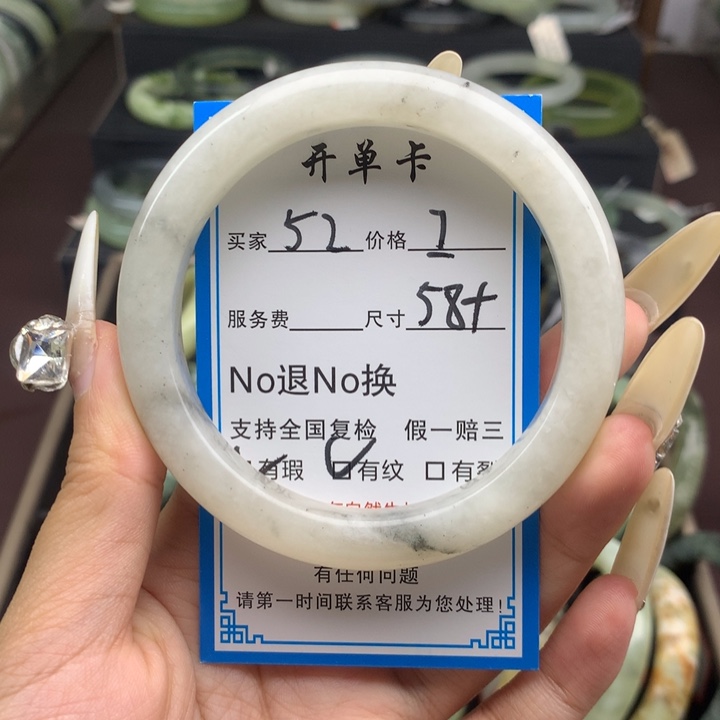 开单卡
买家 52 价格 1
服务费 尺寸 58+
No退No换
支持全国复检 假一赔三
有瑕 ☑有纹 □有裂
有任何问题
请第一时间联系客服为您处理!